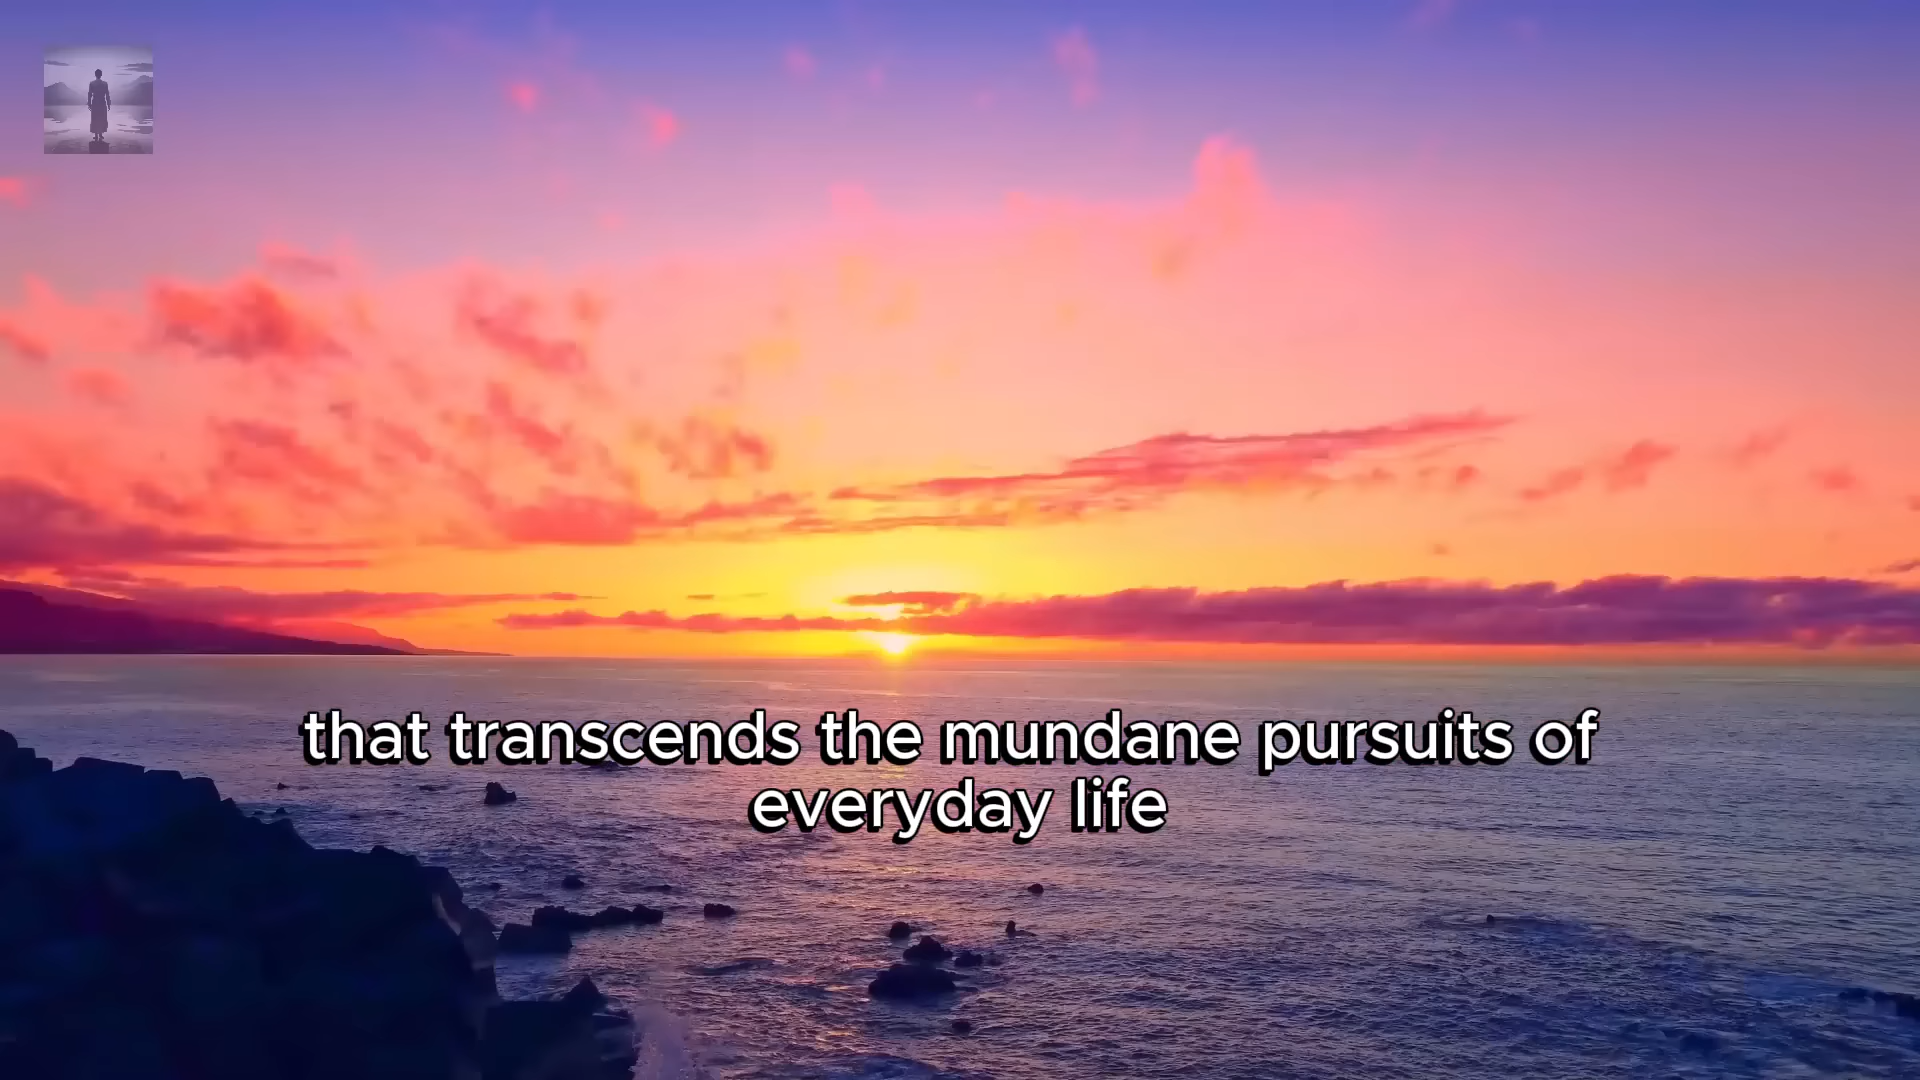 that transcends the mundane pursuits of
everyday life